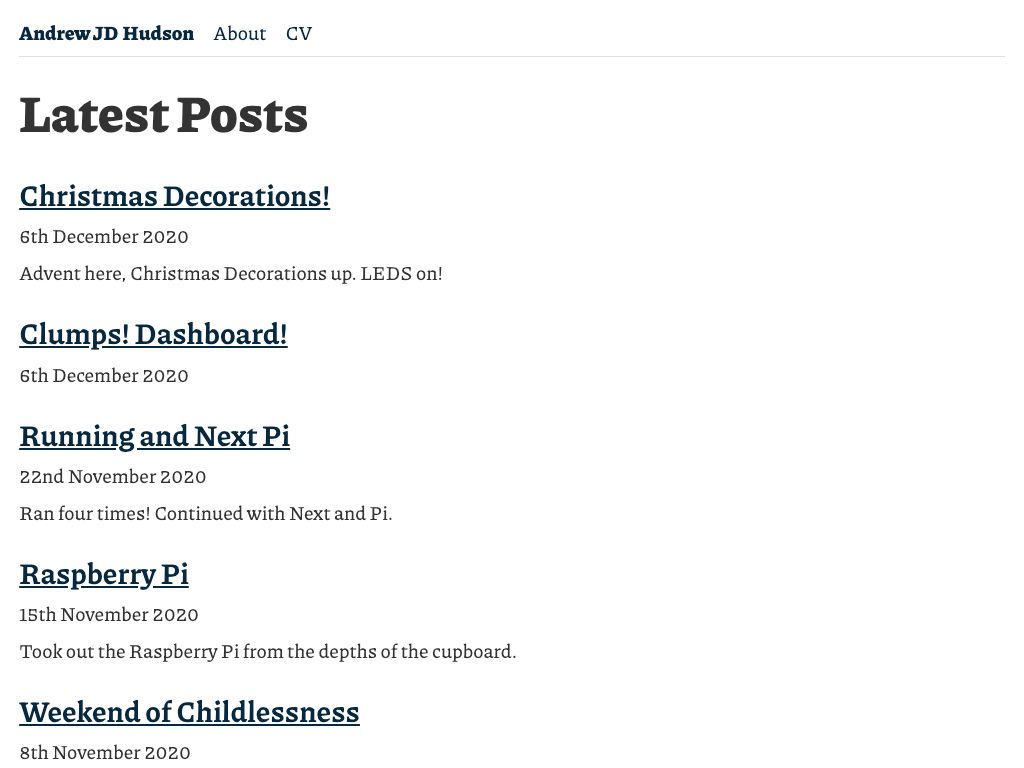 Andrew JD Hudson About CV
Latest Posts
Christmas Decorations!
6th December 2020
Advent here, Christmas Decorations up. LEDS on!
Clumps! Dashboard!
6th December 2020
Running and Next Pi
22nd November 2020
Ran four times! Continued with Next and Pi.
Raspberry Pi
15th November 2020
Took out the Raspberry Pi from the depths of the cupboard.
Weekend of Childlessness
8th November 2020